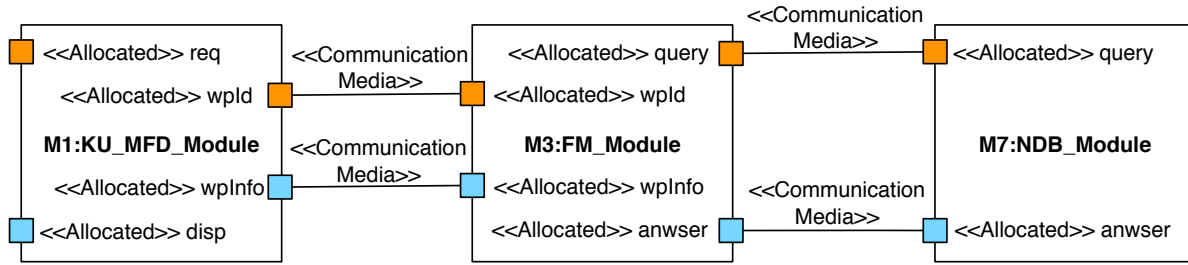 <<Allocated>> req
<<Allocated>> wpId
M1:KU_MFD_Module
<<Allocated>> wpInfo
<<Allocated>> disp
<<Communication
Media>>
<<Communication
Media>>
<<Allocated>> query
<<Allocated>> wpId
M3:FM_Module
<<Allocated>> wpInfo
<<Allocated>> anwser
<<Communication
Media>>
<<Communication
Media>>
<<Allocated>> query
M7:NDB_Module
<<Allocated>> anwser